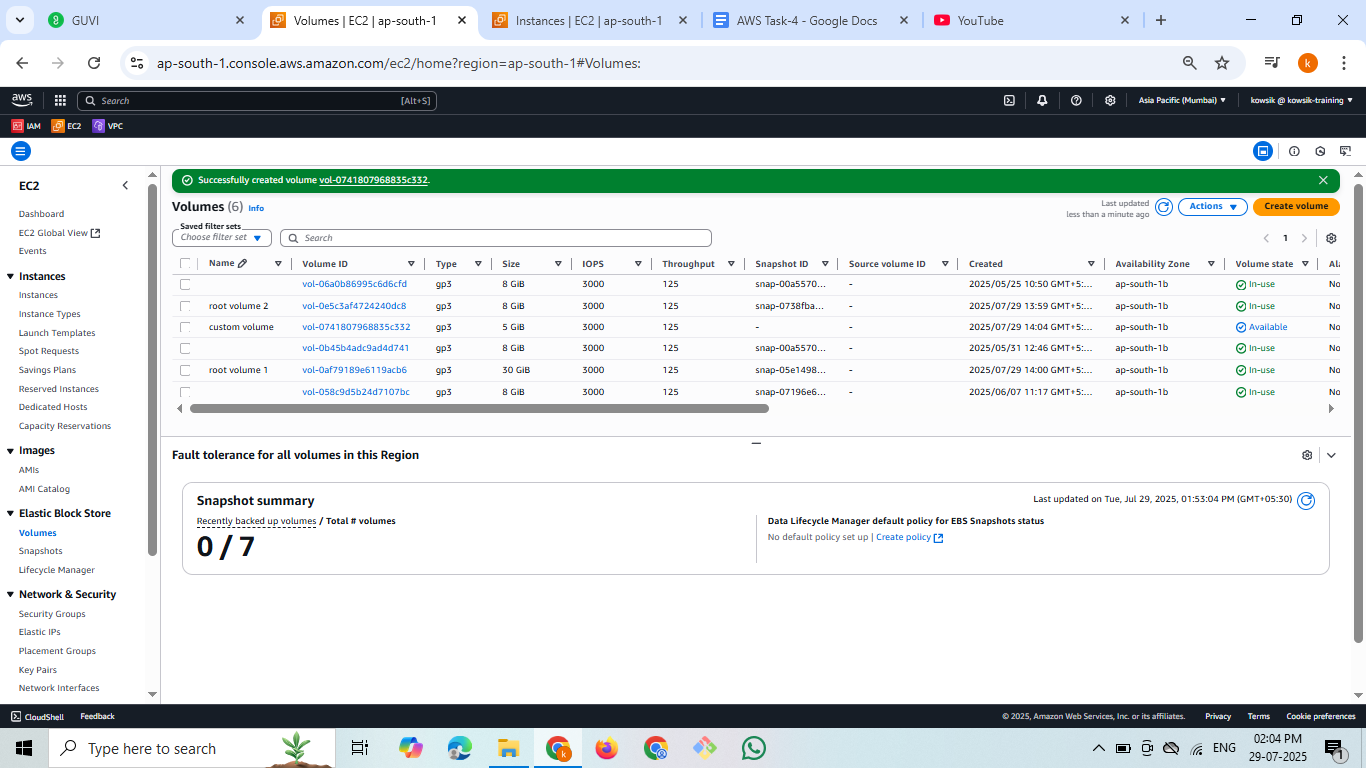 GUVI
Volumes | EC2 | ap-south-1
Instances | EC2 | ap-south-1
AWS Task-4 - Google Docs
YouTube
ap-south-1.console.aws.amazon.com/ec2/home?region=ap-south-1#Volumes:
k
aws
Search
[Alt+S]
Asia Pacific (Mumbai)
kowsik @ kowsik-training
IAM
EC2
VPC
EC2
Dashboard
EC2 Global View
Events
Instances
Instances
Instance Types
Launch Templates
Spot Requests
Savings Plans
Reserved Instances
Dedicated Hosts
Capacity Reservations
Images
AMIs
AMI Catalog
Elastic Block Store
Volumes
Snapshots
Lifecycle Manager
Network & Security
Security Groups
Elastic IPs
Placement Groups
Key Pairs
Network Interfaces
Successfully created volume vol-0741807968835c332.
Volumes (6) Info
Last updated
less than a minute ago
Actions
Create volume
Saved filter sets
Choose filter set
Search
1
Name Volume ID Type Size IOPS Throughput Snapshot ID Source volume ID Created Availability Zone Volume state Ala
vol-06a0b86995c6d6cfd gp3 8 GiB 3000 125 snap-00a5570... - 2025/05/25 10:50 GMT+5:... ap-south-1b In-use No
root volume 2 vol-0e5c3af4724240dc8 gp3 8 GiB 3000 125 snap-0738fba... - 2025/07/29 13:59 GMT+5:... ap-south-1b In-use No
custom volume vol-0741807968835c332 gp3 5 GiB 3000 125 - - 2025/07/29 14:04 GMT+5:... ap-south-1b Available No
vol-0b45b4adc9ad4d741 gp3 8 GiB 3000 125 snap-00a5570... - 2025/05/31 12:46 GMT+5:... ap-south-1b In-use No
root volume 1 vol-0af79189e6119acb6 gp3 30 GiB 3000 125 snap-05e1498... - 2025/07/29 14:00 GMT+5:... ap-south-1b In-use No
vol-058c9d5b24d7107bc gp3 8 GiB 3000 125 snap-07196e6... - 2025/06/07 11:17 GMT+5:... ap-south-1b In-use No
Fault tolerance for all volumes in this Region
Snapshot summary
Last updated on Tue, Jul 29, 2025, 01:53:04 PM (GMT+05:30)
Recently backed up volumes / Total # volumes
0 / 7
Data Lifecycle Manager default policy for EBS Snapshots status
No default policy set up | Create policy
CloudShell
Feedback
© 2025, Amazon Web Services, Inc. or its affiliates.
Privacy
Terms
Cookie preferences
Type here to search
ENG
02:04 PM
29-07-2025
1